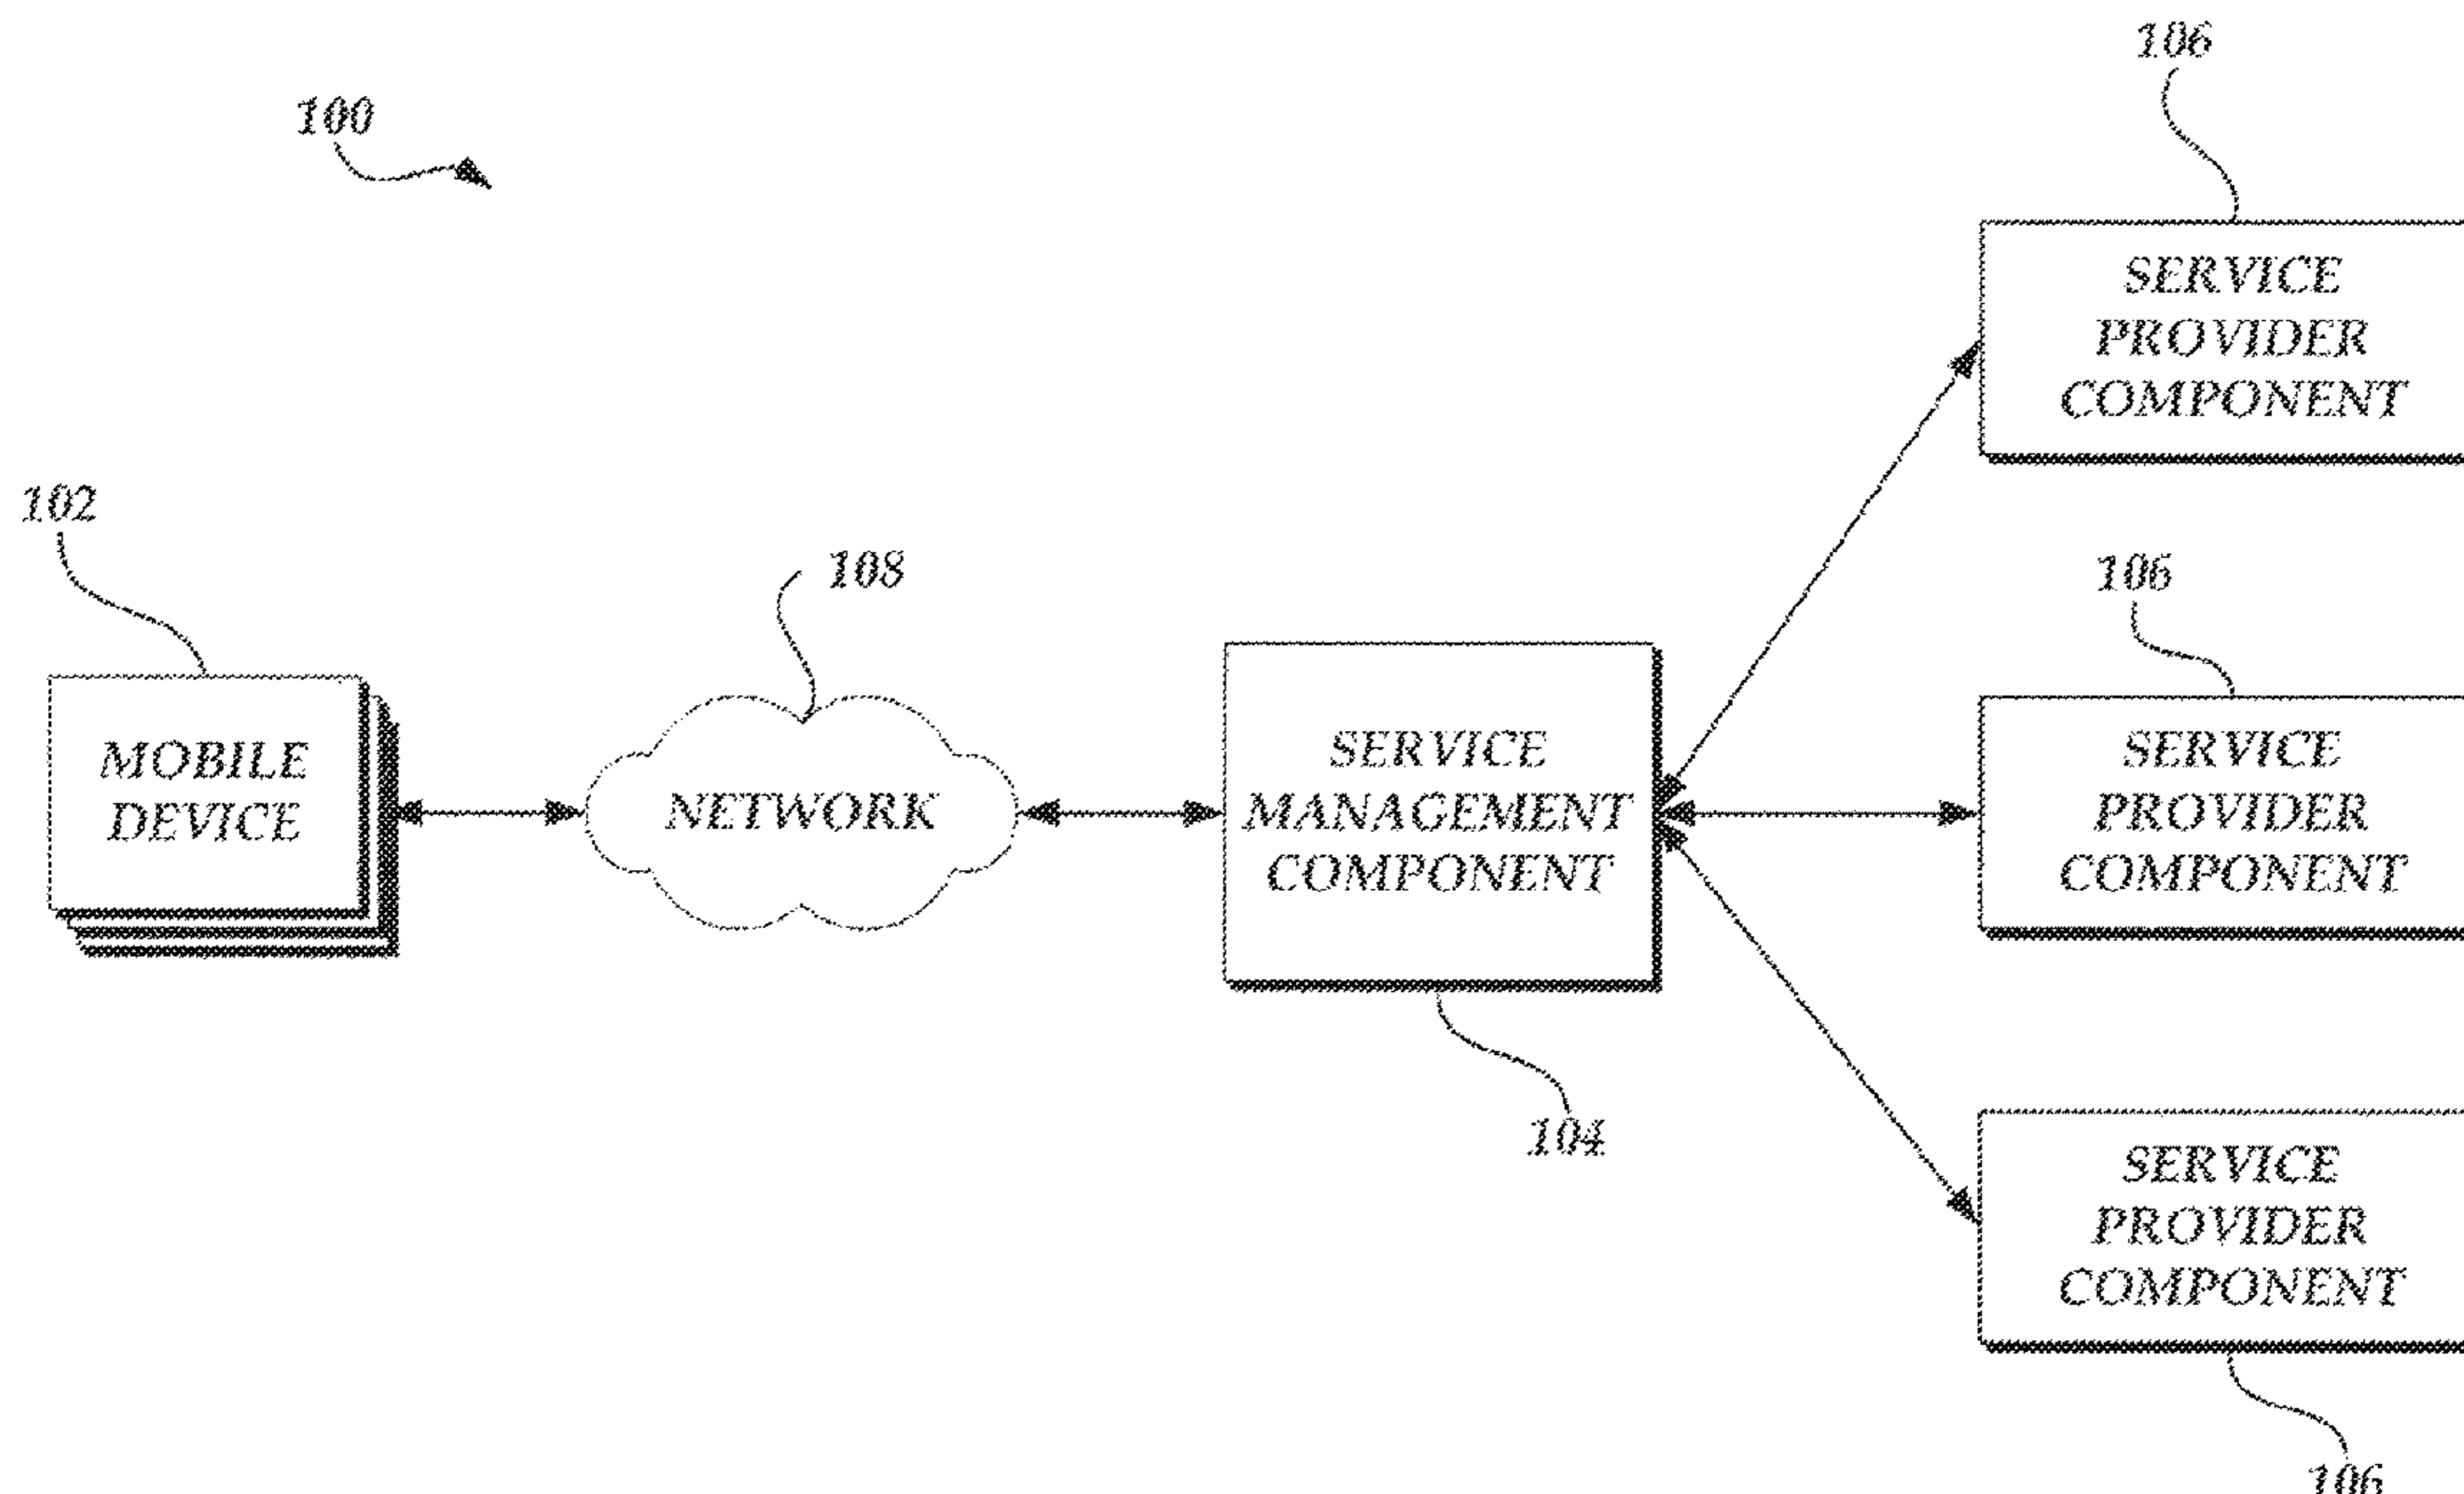 106
100
SERVICE
PROVIDER
COMPONENT
102
108
106
MOBILE
DEVICE
NETWORK
SERVICE
MANAGEMENT
COMPONENT
SERVICE
PROVIDER
COMPONENT
104
SERVICE
PROVIDER
COMPONENT
106